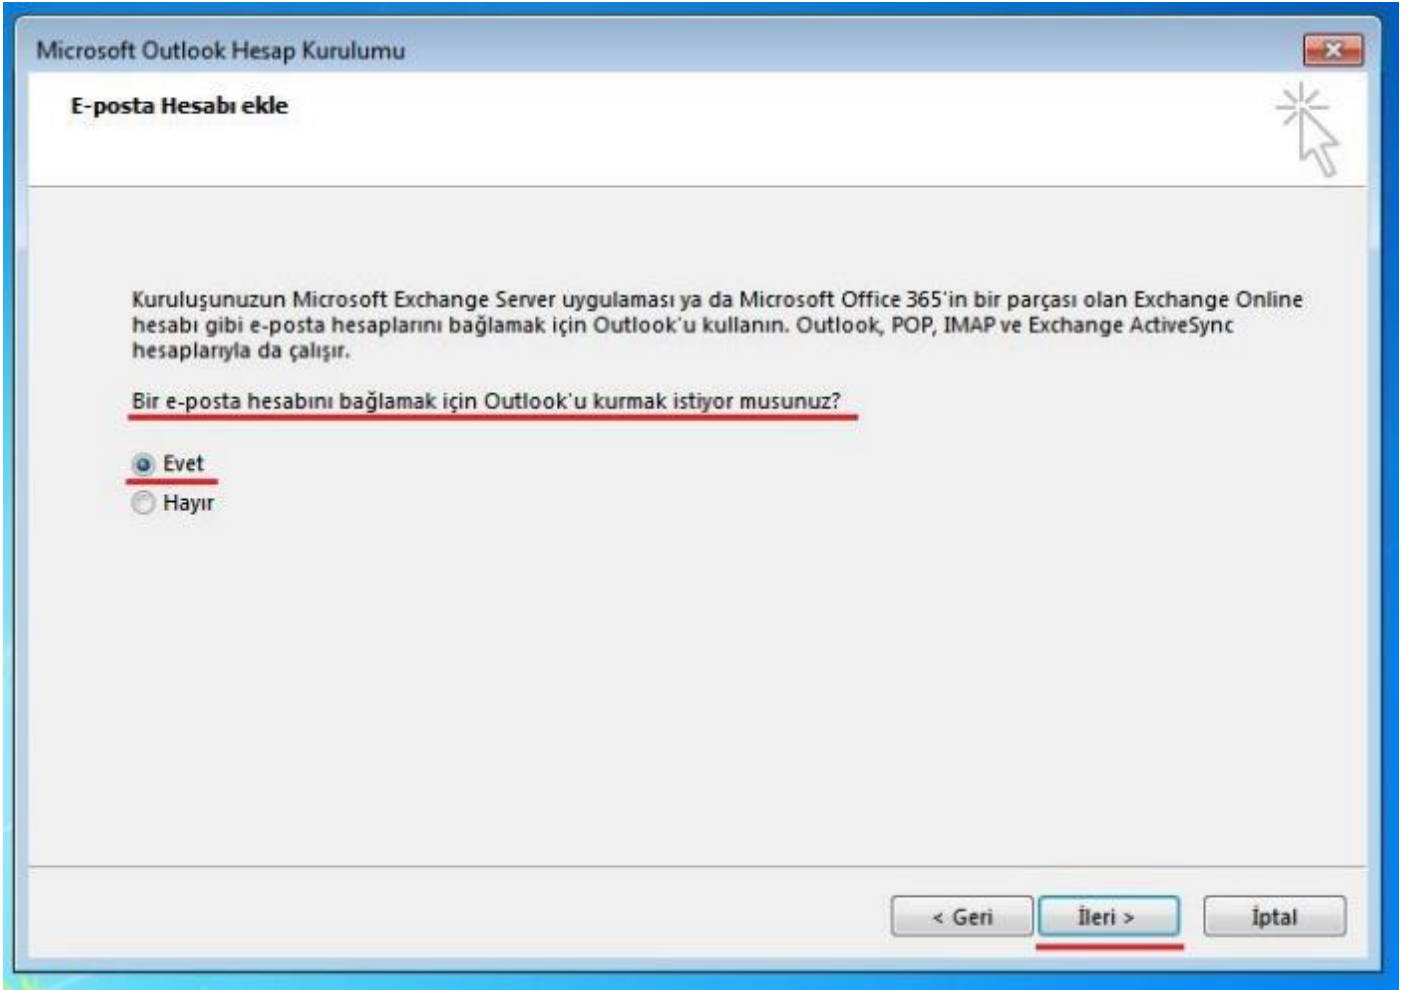 Microsoft Outlook Hesap Kurulumu
E-posta Hesabı ekle
Kuruluşunuzun Microsoft Exchange Server uygulaması ya da Microsoft Office 365'in bir parçası olan Exchange Online
hesabı gibi e-posta hesaplarını bağlamak için Outlook'u kullanın. Outlook, POP, IMAP ve Exchange ActiveSync
hesaplarıyla da çalışır.
Bir e-posta hesabını bağlamak için Outlook'u kurmak istiyor musunuz?
Evet
Hayır
< Geri İleri > İptal